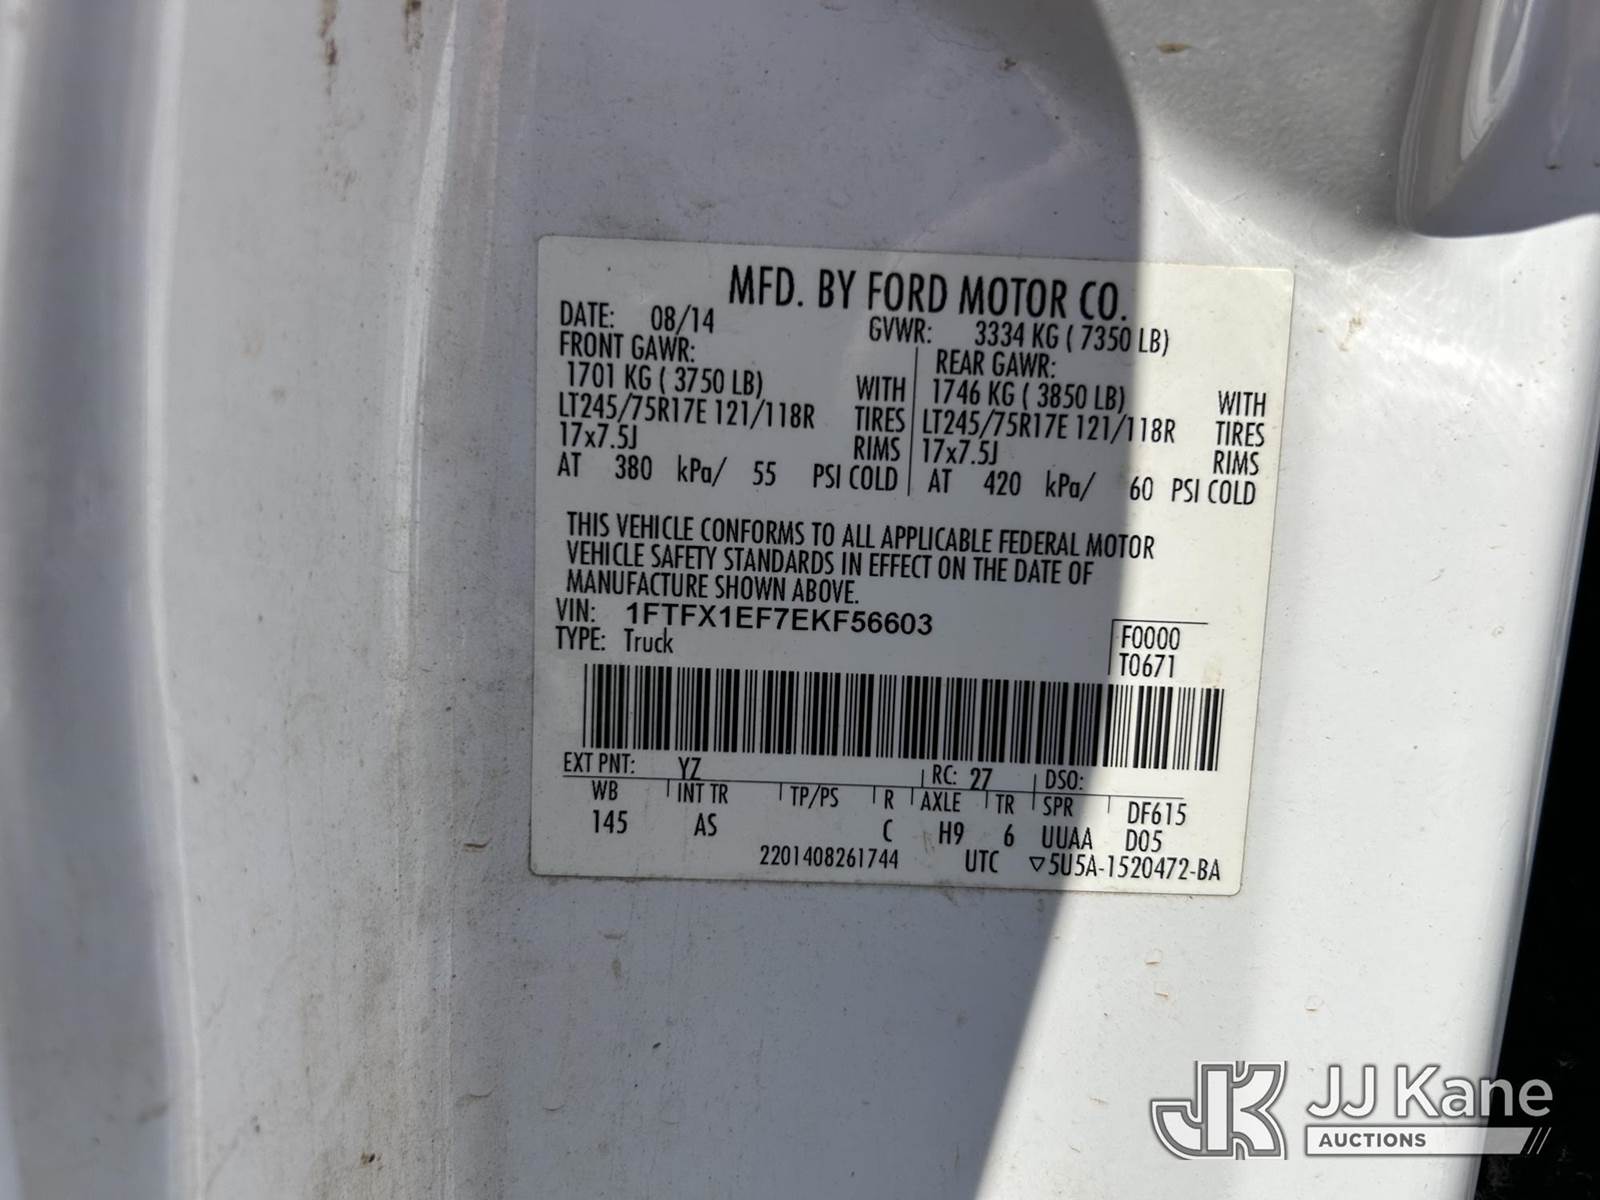 MFD. BY FORD MOTOR CO.
DATE: 08/14 GVWR: 3334 KG ( 7350 LB)
FRONT GAWR: REAR GAWR:
1701 KG ( 3750 LB) WITH 1746 KG ( 3850 LB) WITH
LT245/75R17E 121/118R TIRES LT245/75R17E 121/118R TIRES
17x7.5J RIMS 17x7.5J RIMS
AT 380 kPa/ 55 PSI COLD AT 420 kPa/ 60 PSI COLD
THIS VEHICLE CONFORMS TO ALL APPLICABLE FEDERAL MOTOR
VEHICLE SAFETY STANDARDS IN EFFECT ON THE DATE OF
MANUFACTURE SHOWN ABOVE.
VIN: 1FTFX1EF7EKF56603
TYPE: Truck F0000
T0671
EXT PNT: YZ RC: 27 DSO:
WB INT TR TP/PS R AXLE TR SPR DF615
145 AS C H9 6 UUAA D05
2201408261744 UTC ▽5U5A-1520472-BA
JK JJ Kane
AUCTIONS